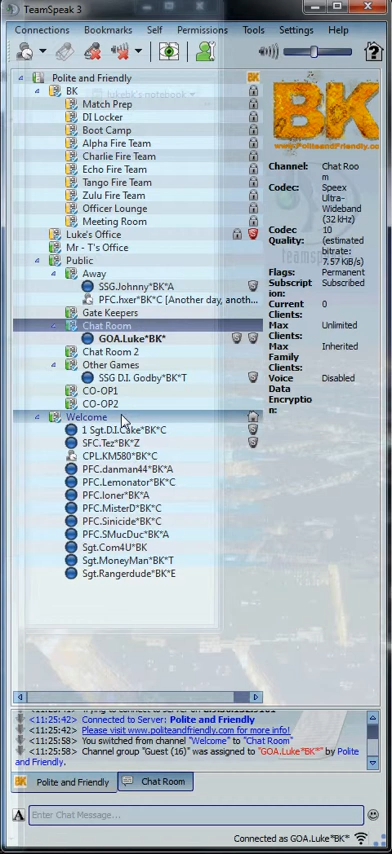 TeamSpeak 3
Connections Bookmarks Self Permissions Tools Settings Help
Polite and Friendly
BK
Match Prep
DI Locker
Boot Camp
Alpha Fire Team
Charlie Fire Team
Echo Fire Team
Tango Fire Team
Zulu Fire Team
Officer Lounge
Meeting Room
Luke's Office
Mr - T's Office
Public
Away
SSG.Johnny*BK*A
PFC.hxer*BK*C [Another day, anoth...
Gate Keepers
Chat Room
GOA.Luke*BK*
Chat Room 2
Other Games
SSG D.I. Godby*BK*T
CO-OP1
CO-OP2
Welcome
1 Sgt.D.I.Cake*BK*C
SFC.Tez*BK*Z
CPL.KM580*BK*C
PFC.danman44*BK*A
PFC.Lemonator*BK*C
PFC.loner*BK*A
PFC.MisterD*BK*C
PFC.Sinicide*BK*C
PFC.SMucDuc*BK*A
Sgt.Com4U*BK
Sgt.MoneyMan*BK*T
Sgt.Rangerdude*BK*E
BK
www.PoliteandFriendly.co
Channel: Chat Roo
m
Codec: Speex
Ultra-
Wideband
(32 kHz)
Codec 10
Quality: (estimated
bitrate:
7.57 KiB/s)
Flags: Permanent
Subscript Subscribed
ion:
Current 0
Clients:
Max Unlimited
Clients:
Max Inherited
Family
Clients:
Voice Disabled
Data
Encryptio
n:
<11:25:42> Connected to Server: Polite and Friendly
<11:25:42> Please visit www.politeandfriendly.com for more info!
<11:25:58> You switched from channel "Welcome" to "Chat Room"
<11:25:58> Channel group "Guest (16)" was assigned to "GOA.Luke*BK*" by Polite
and Friendly.
BK Polite and Friendly Chat Room
A Enter Chat Message...
Connected as GOA.Luke*BK*